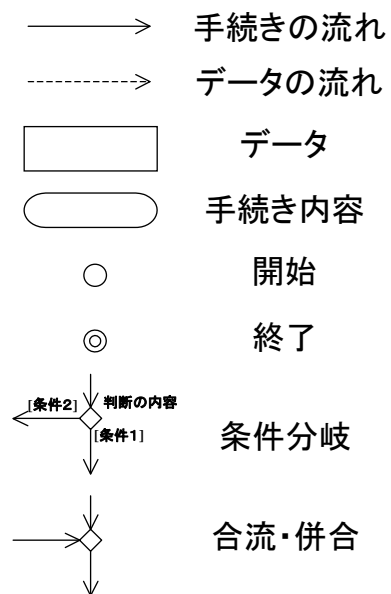 手続きの流れ
データの流れ
データ
手続き内容
開始
終了
[条件2]
判断の内容
[条件1]
条件分岐
合流・併合